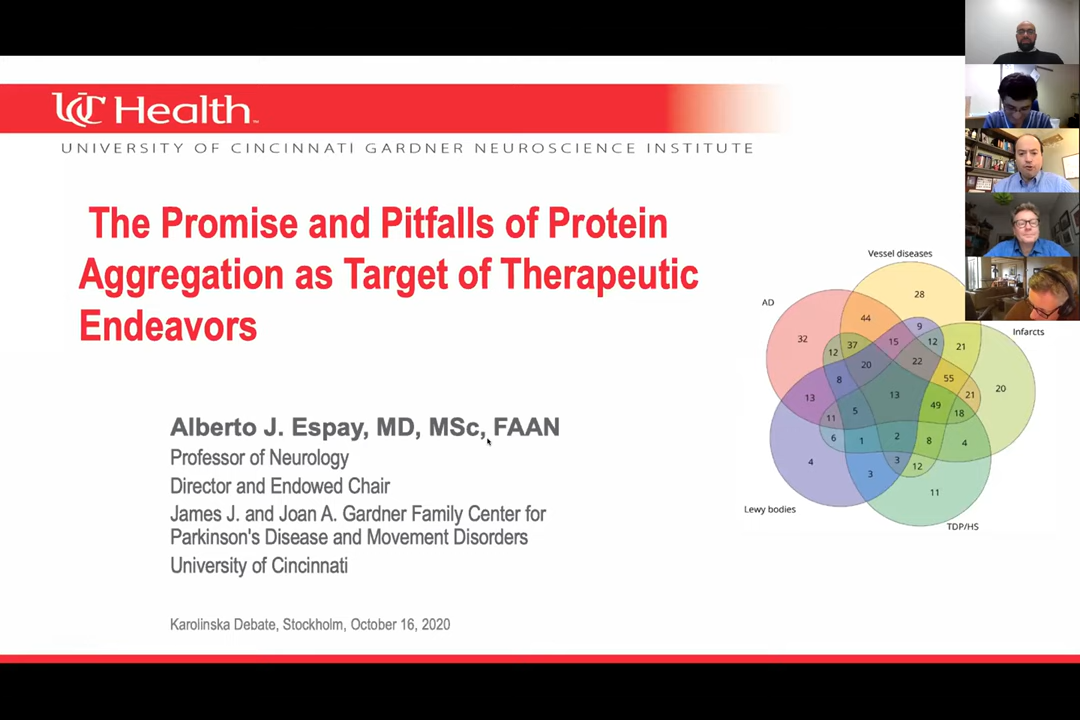 UC Health™
UNIVERSITY OF CINCINNATI GARDNER NEUROSCIENCE INSTITUTE
The Promise and Pitfalls of Protein
Aggregation as Target of Therapeutic
Endeavors
Alberto J. Espay, MD, MSc, FAAN
Professor of Neurology
Director and Endowed Chair
James J. and Joan A. Gardner Family Center for
Parkinson's Disease and Movement Disorders
University of Cincinnati
Karolinska Debate, Stockholm, October 16, 2020
Vessel diseases
AD
Infarcts
Lewy bodies
TDP/HS
28
44
9
32
37
15
12
21
12
20
22
8
55
13
13
21
20
11
5
49
18
6
1
2
8
4
4
3
3
12
11